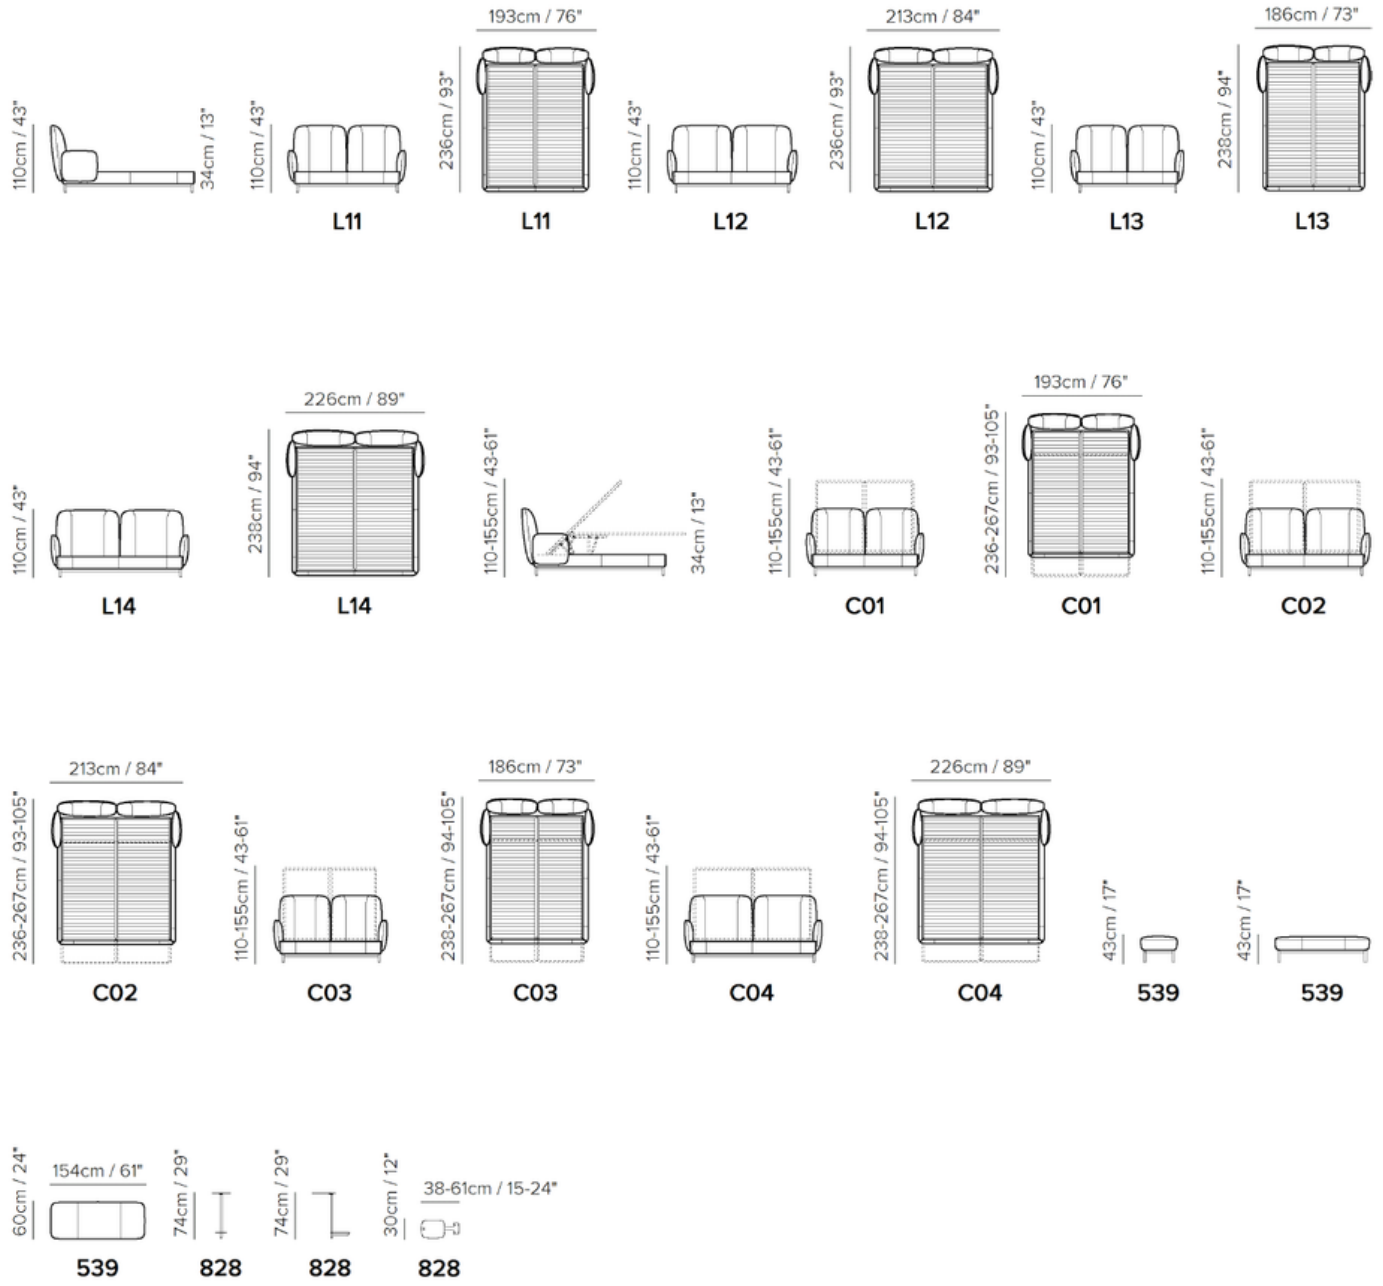 193cm / 76"
213cm / 84"
186cm / 73"
110cm / 43"
34cm / 13"
110cm / 43"
236cm / 93"
110cm / 43"
236cm / 93"
110cm / 43"
238cm / 94"
L11
L11
L12
L12
L13
L13
226cm / 89"
193cm / 76"
110cm / 43"
238cm / 94"
110-155cm / 43-61"
34cm / 13"
110-155cm / 43-61"
236-267cm / 93-105"
110-155cm / 43-61"
L14
L14
C01
C01
C02
213cm / 84"
186cm / 73"
226cm / 89"
236-267cm / 93-105"
110-155cm / 43-61"
238-267cm / 94-105"
110-155cm / 43-61"
238-267cm / 94-105"
43cm / 17"
43cm / 17"
C02
C03
C03
C04
C04
539
539
60cm / 24"
154cm / 61"
74cm / 29"
74cm / 29"
30cm / 12"
38-61cm / 15-24"
539
828
828
828